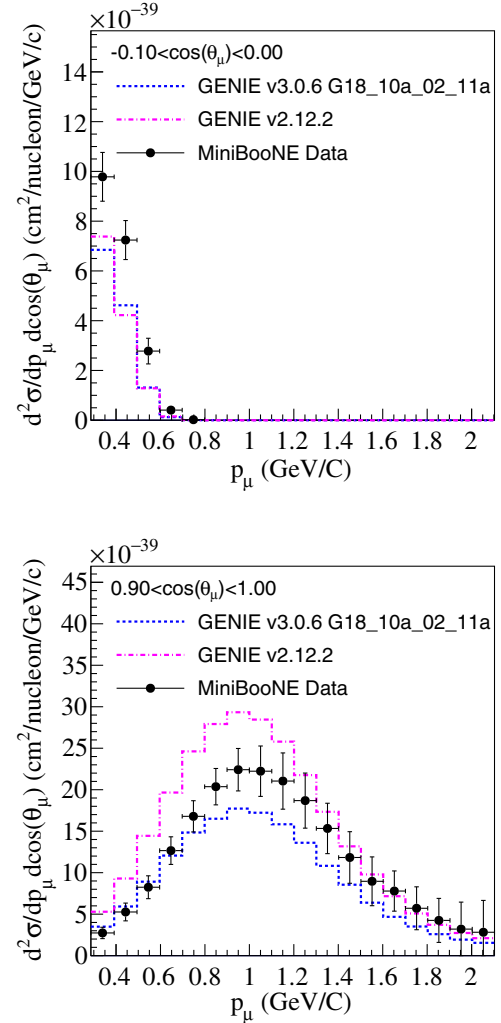 ×10⁻³⁹
-0.10<cos(θμ)<0.00
GENIE v3.0.6 G18_10a_02_11a
GENIE v2.12.2
MiniBooNE Data
14
12
10
8
6
4
2
0
d²σ/dpμ dcos(θμ) (cm²/nucleon/GeV/c)
0.4 0.6 0.8 1 1.2 1.4 1.6 1.8 2
pμ (GeV/C)
×10⁻³⁹
0.90<cos(θμ)<1.00
GENIE v3.0.6 G18_10a_02_11a
GENIE v2.12.2
MiniBooNE Data
45
40
35
30
25
20
15
10
5
0
d²σ/dpμ dcos(θμ) (cm²/nucleon/GeV/c)
0.4 0.6 0.8 1 1.2 1.4 1.6 1.8 2
pμ (GeV/C)